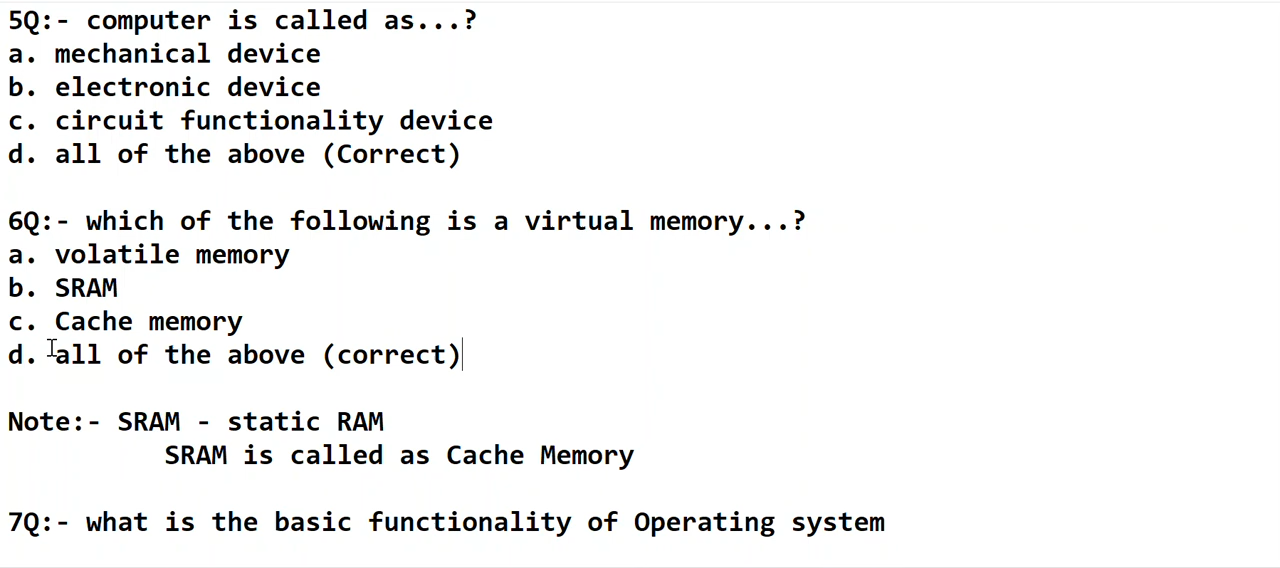 5Q:- computer is called as...?
a. mechanical device
b. electronic device
c. circuit functionality device
d. all of the above (Correct)
6Q:- which of the following is a virtual memory...?
a. volatile memory
b. SRAM
c. Cache memory
d. all of the above (correct)
Note:- SRAM - static RAM
SRAM is called as Cache Memory
7Q:- what is the basic functionality of Operating system